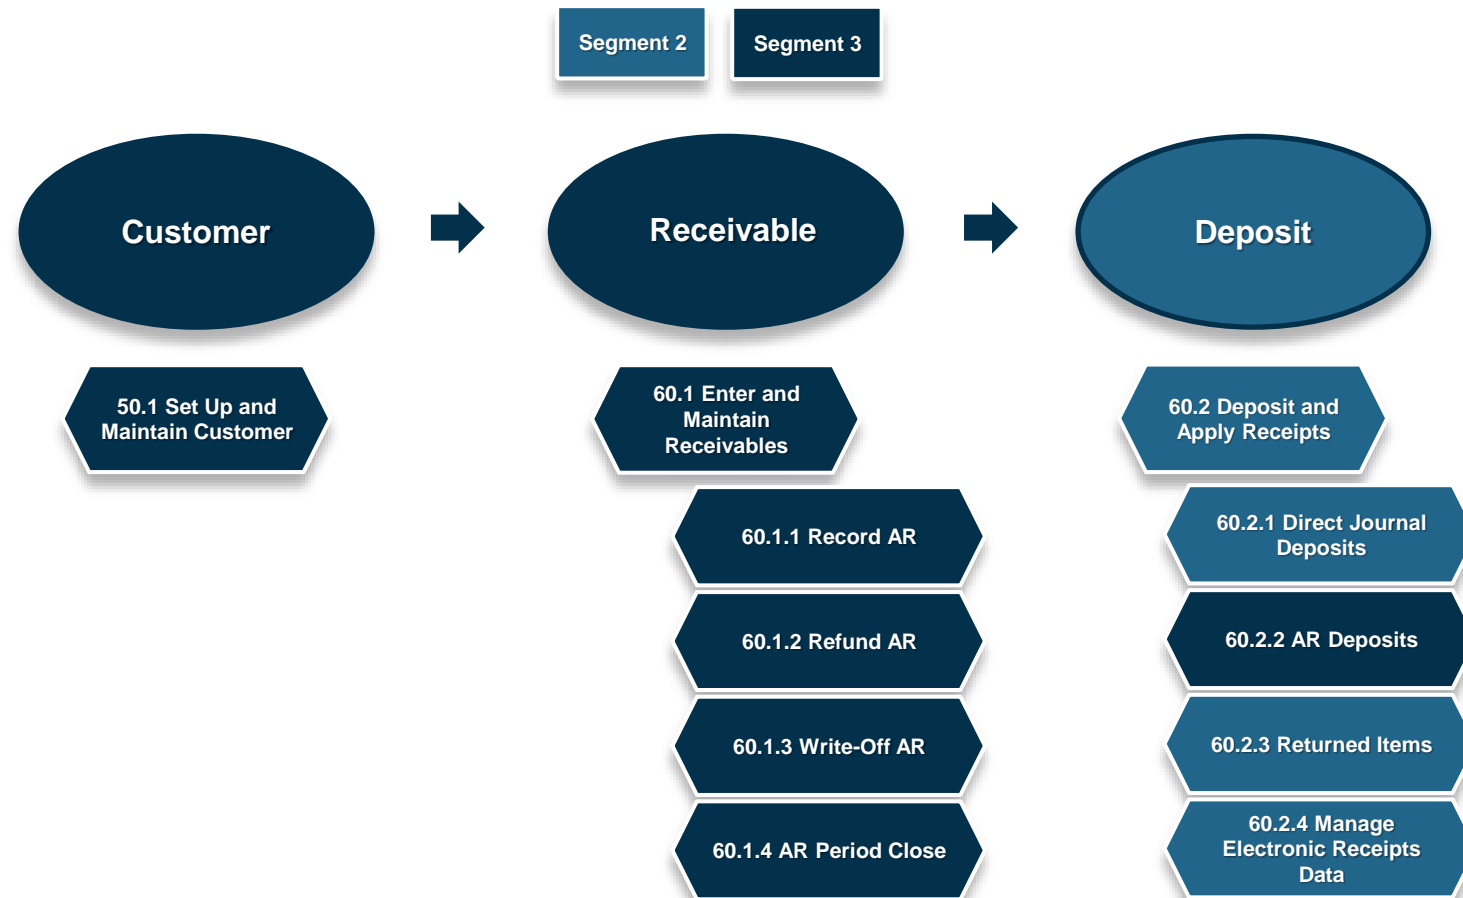 Segment 2
Segment 3
Customer
Receivable
Deposit
50.1 Set Up and
Maintain Customer
60.1 Enter and
Maintain
Receivables
60.2 Deposit and
Apply Receipts
60.1.1 Record AR
60.1.2 Refund AR
60.1.3 Write-Off AR
60.1.4 AR Period Close
60.2.1 Direct Journal
Deposits
60.2.2 AR Deposits
60.2.3 Returned Items
60.2.4 Manage
Electronic Receipts
Data